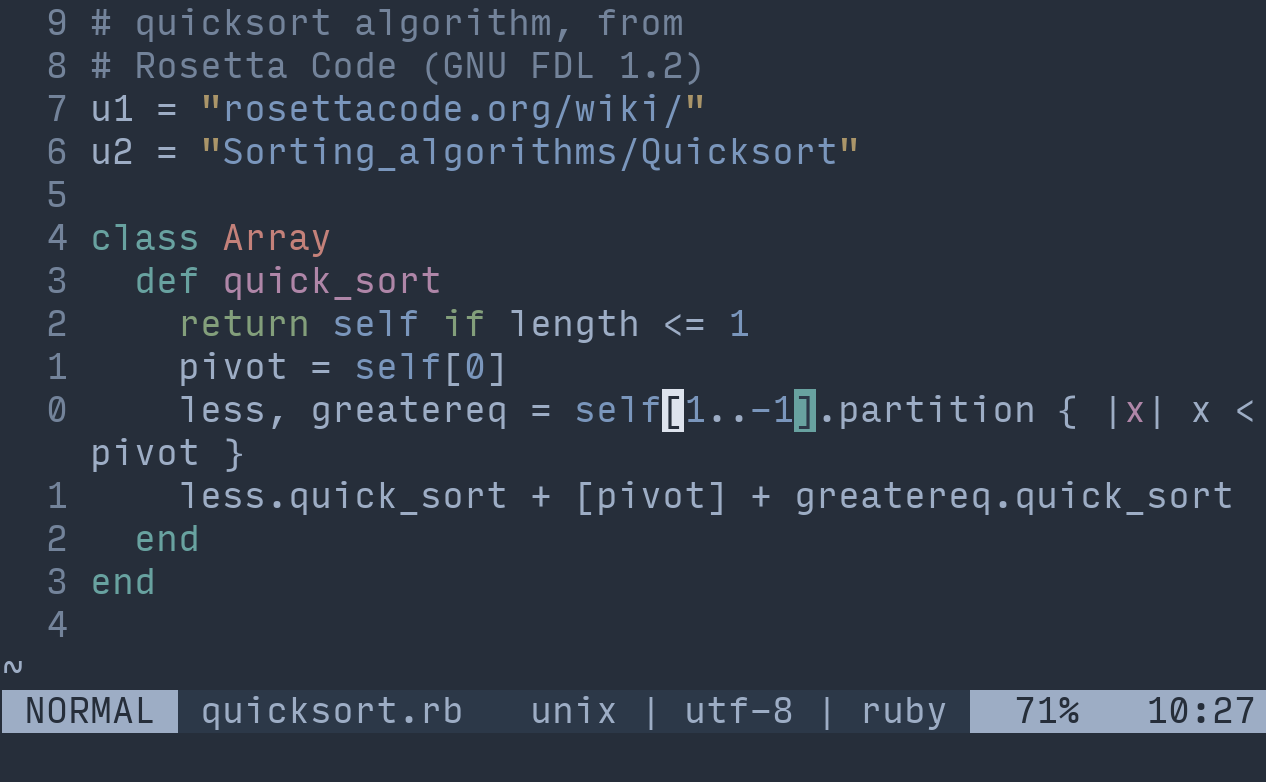 9 # quicksort algorithm, from
8 # Rosetta Code (GNU FDL 1.2)
7 u1 = "rosettacode.org/wiki/"
6 u2 = "Sorting_algorithms/Quicksort"
5
4 class Array
3   def quick_sort
2     return self if length <= 1
1     pivot = self[0]
0     less, greatereq = self[1..-1].partition { |x| x <
pivot }
1     less.quick_sort + [pivot] + greatereq.quick_sort
2   end
3 end
4
~
NORMAL quicksort.rb unix | utf-8 | ruby 71% 10:27